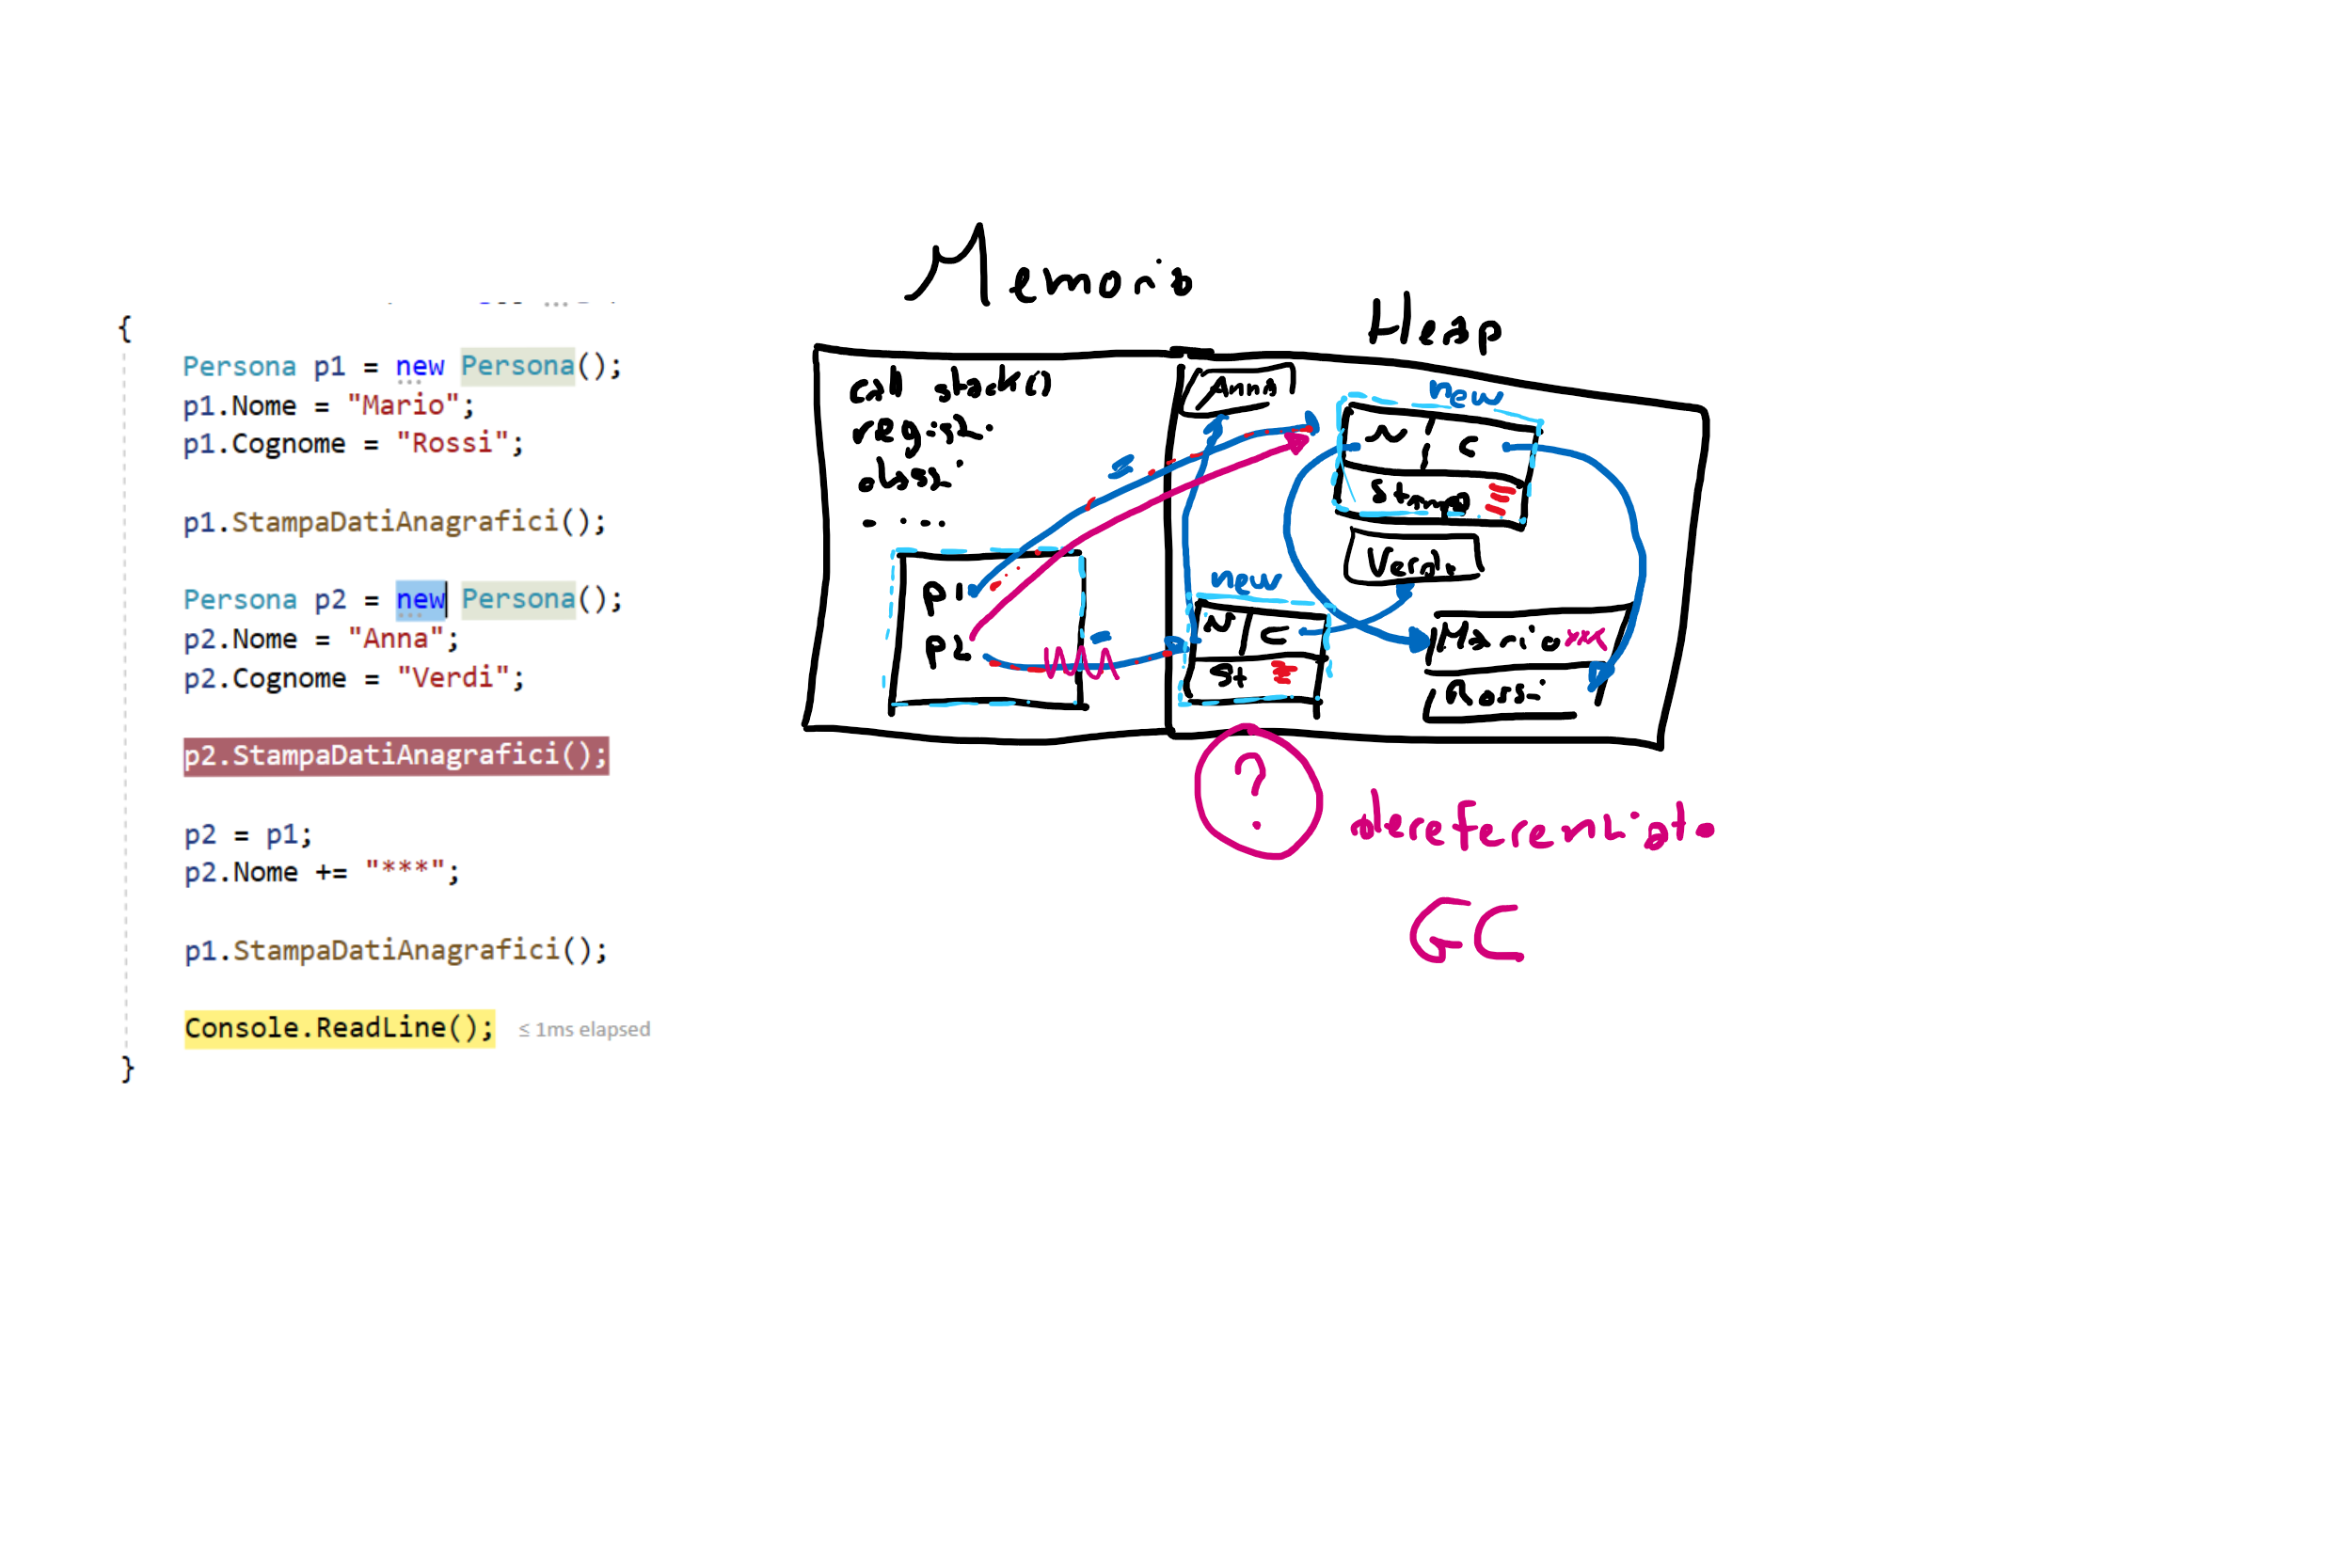 {
Persona p1 = new Persona();
p1.Nome = "Mario";
p1.Cognome = "Rossi";
p1.StampaDatiAnagrafici();
Persona p2 = new Persona();
p2.Nome = "Anna";
p2.Cognome = "Verdi";
p2.StampaDatiAnagrafici();
p2 = p1;
p2.Nome += "***";
p1.StampaDatiAnagrafici();
Console.ReadLine(); ≤ 1ms elapsed
}
Memoria
Heap
call stack()
registri
....
Anna
new
N C
Stampa
Verdi
p1
p2
new
N C
St
Mario***
Rossi
?
dereferenziato
GC